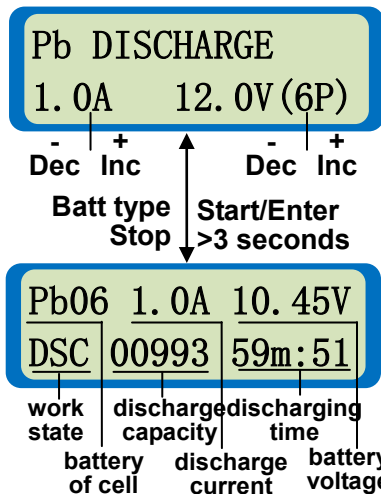 Pb DISCHARGE
1.0A 12.0V(6P)
- + - +
Dec Inc Dec Inc
Batt type Start/Enter
Stop >3 seconds
Pb06 1.0A 10.45V
DSC 00993 59m:51
work discharge discharging
state capacity time
battery discharge battery
of cell current voltage